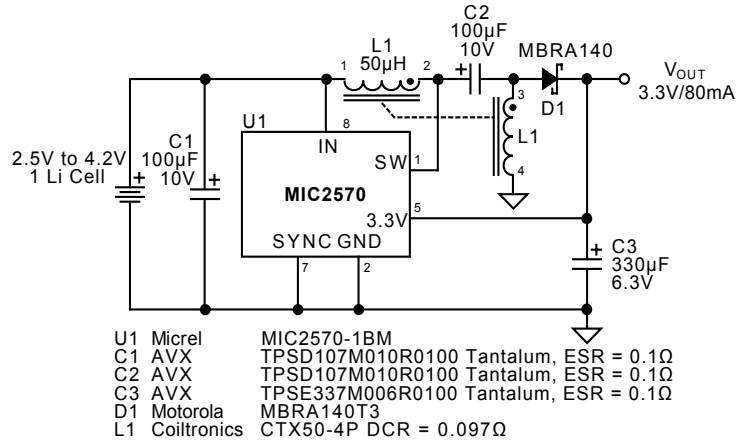 C2
100µF
10V
MBRA140
L1
50µH
1
2
VOUT
3.3V/80mA
D1
3
L1
4
U1
8
IN
C1
100µF
10V
2.5V to 4.2V
1 Li Cell
SW
1
MIC2570
3.3V
5
SYNC GND
7
2
C3
330µF
6.3V
U1 Micrel MIC2570-1BM
C1 AVX TPSD107M010R0100 Tantalum, ESR = 0.1Ω
C2 AVX TPSD107M010R0100 Tantalum, ESR = 0.1Ω
C3 AVX TPSE337M006R0100 Tantalum, ESR = 0.1Ω
D1 Motorola MBRA140T3
L1 Coiltronics CTX50-4P DCR = 0.097Ω